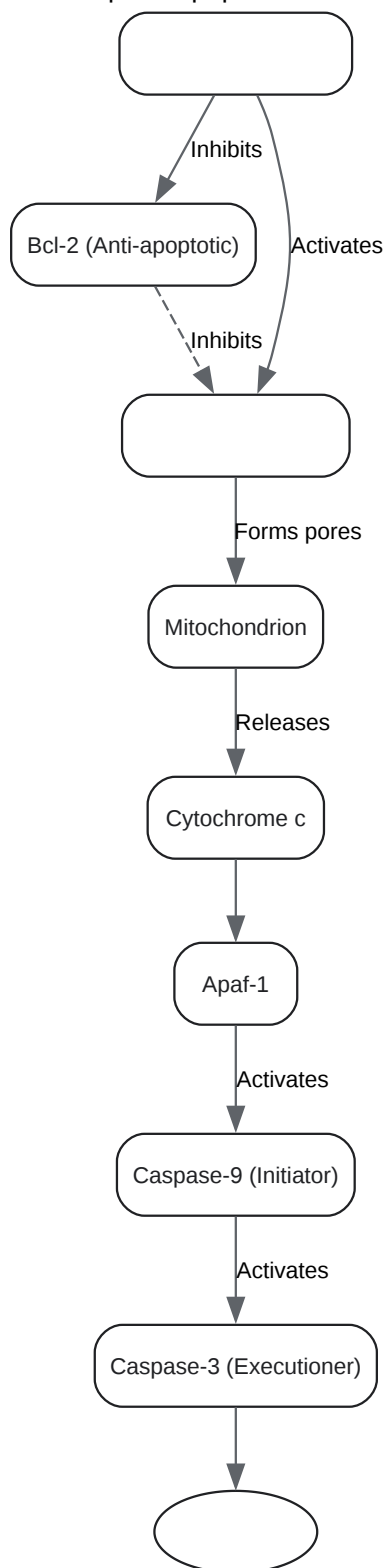 Inhibits
Bcl-2 (Anti-apoptotic)
Activates
Inhibits
Forms pores
Mitochondrion
Releases
Cytochrome c
Apaf-1
Activates
Caspase-9 (Initiator)
Activates
Caspase-3 (Executioner)